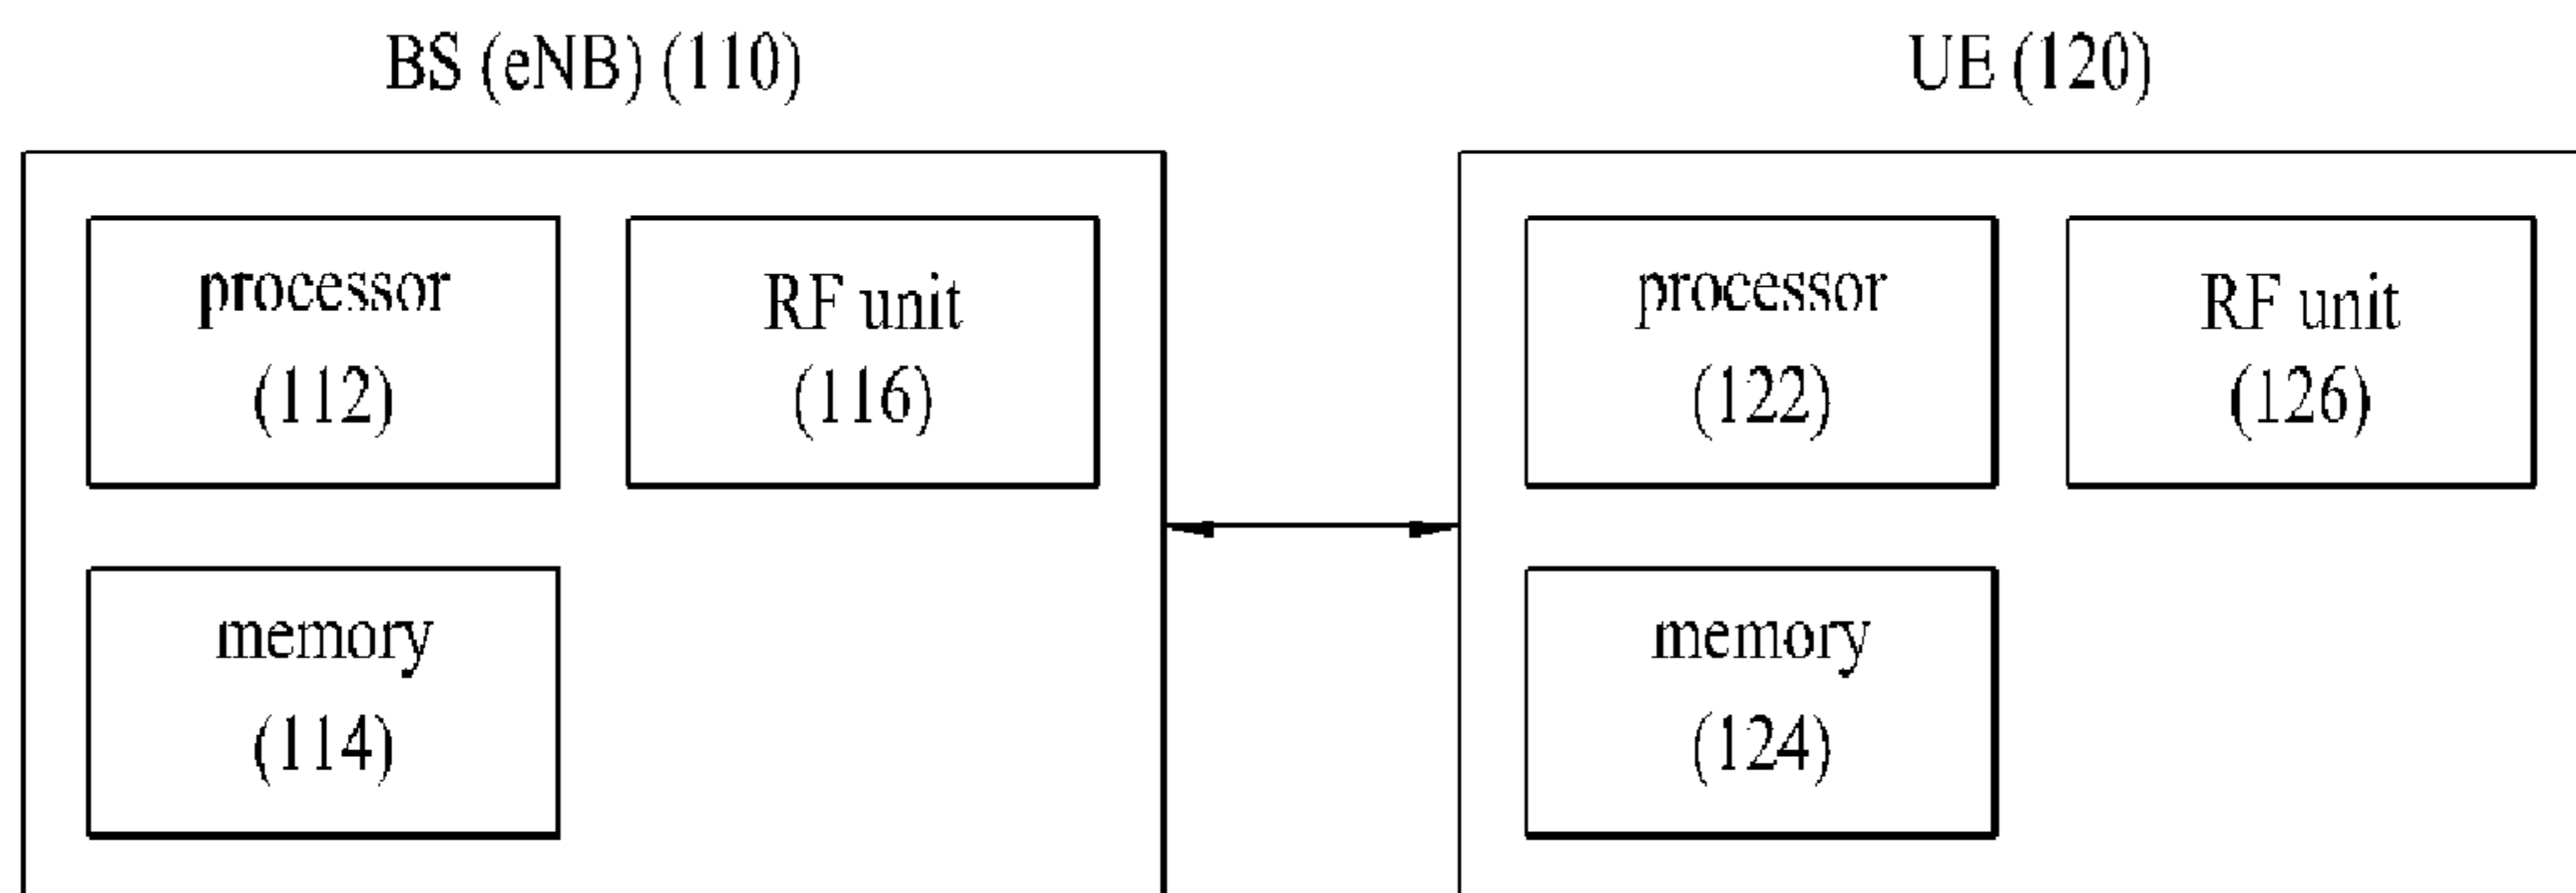 BS (eNB) (110)
UE (120)
processor
(112)
RF unit
(116)
memory
(114)
processor
(122)
RF unit
(126)
memory
(124)